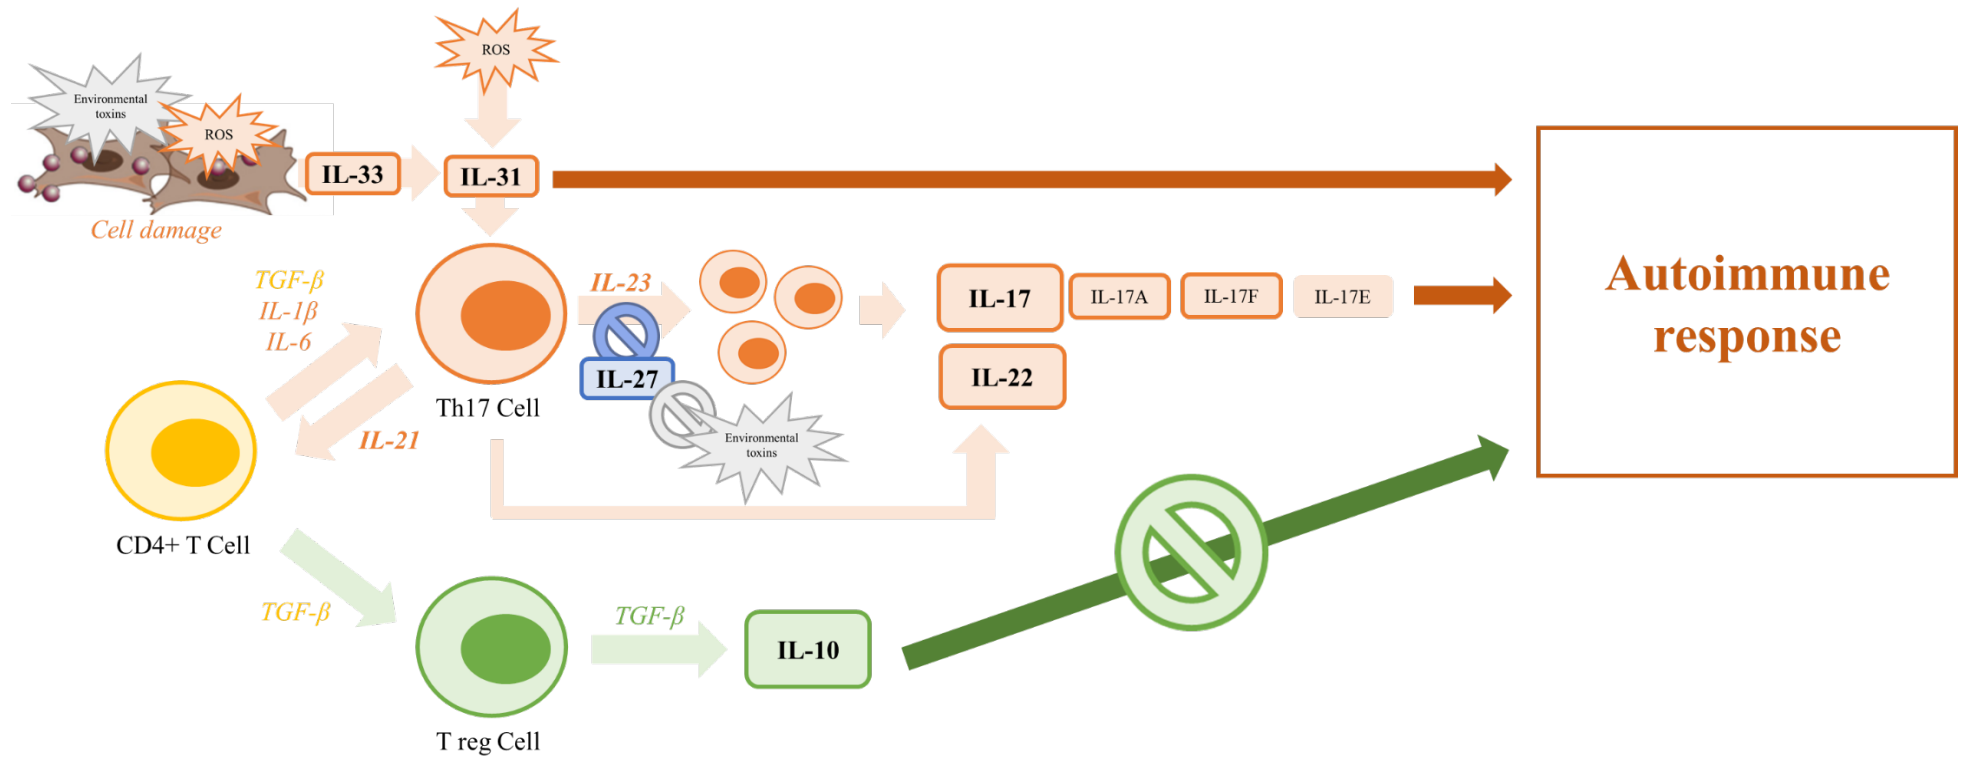 ROS
Environmental
toxins
ROS
IL-33
IL-31
Cell damage
TGF-β
IL-1β
IL-6
IL-23
IL-17
IL-17A
IL-17F
IL-17E
Autoimmune
response
IL-27
IL-22
Th17 Cell
IL-21
Environmental
toxins
CD4+ T Cell
TGF-β
TGF-β
IL-10
T reg Cell